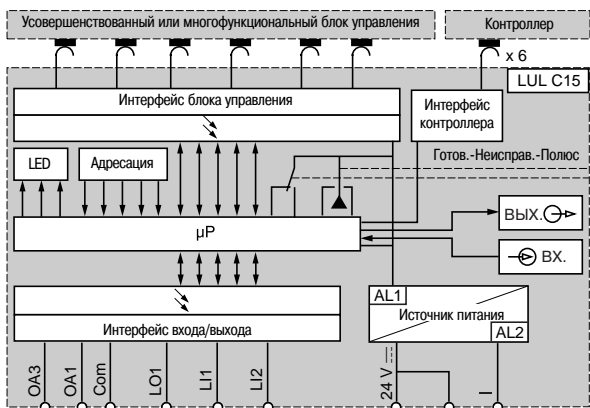 Усовершенствованный или многофункциональный блок управления
Контроллер
x 6
LUL C15
Интерфейс блока управления
Интерфейс
контроллера
Готов.-Неисправ.-Полюс
LED
Адресация
µP
ВЫХ.
ВХ.
AL1
Источник питания
AL2
Интерфейс входа/выхода
OA3
OA1
Com
LO1
LI1
LI2
24 V
I